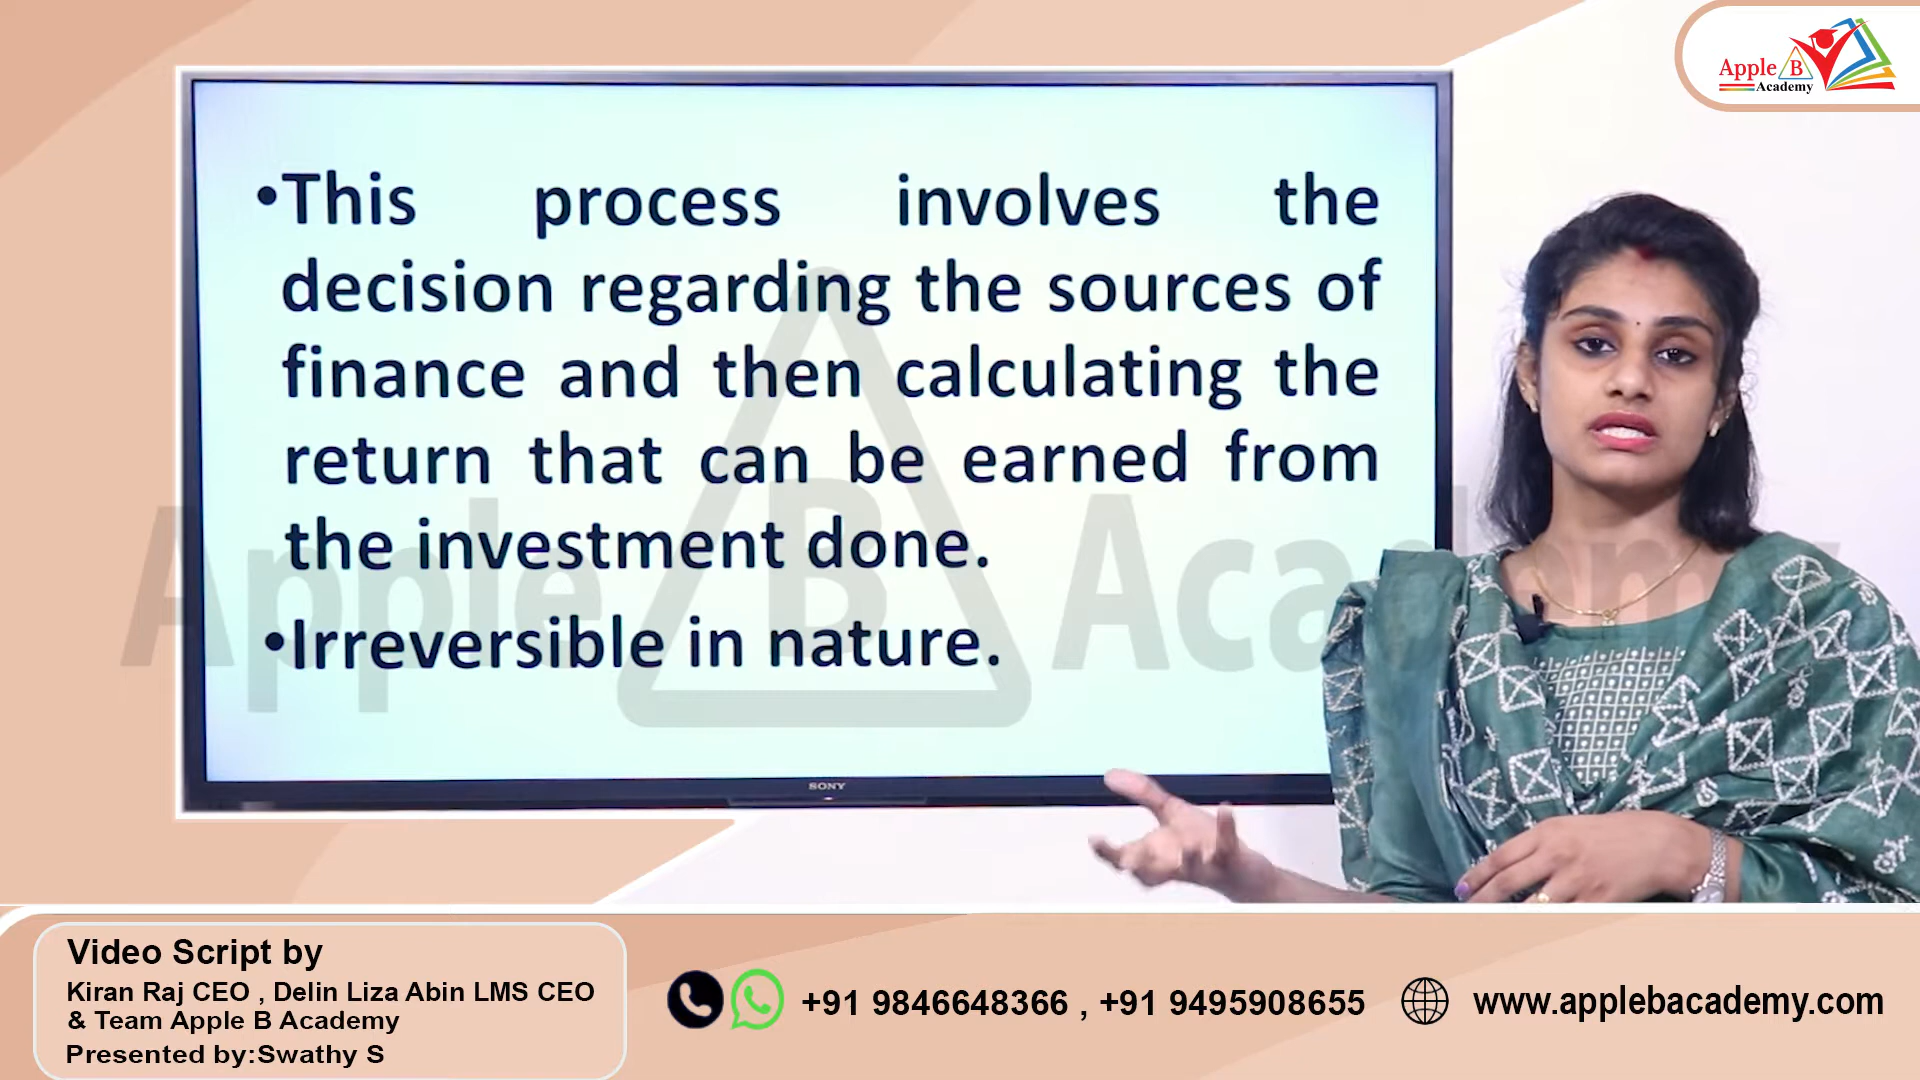 Apple B
Academy
•This process involves the
decision regarding the sources of
finance and then calculating the
return that can be earned from
the investment done.
•Irreversible in nature.
Apple B Academy
SONY
Video Script by
Kiran Raj CEO , Delin Liza Abin LMS CEO
& Team Apple B Academy
Presented by:Swathy S
+91 9846648366 , +91 9495908655
www.applebacademy.com